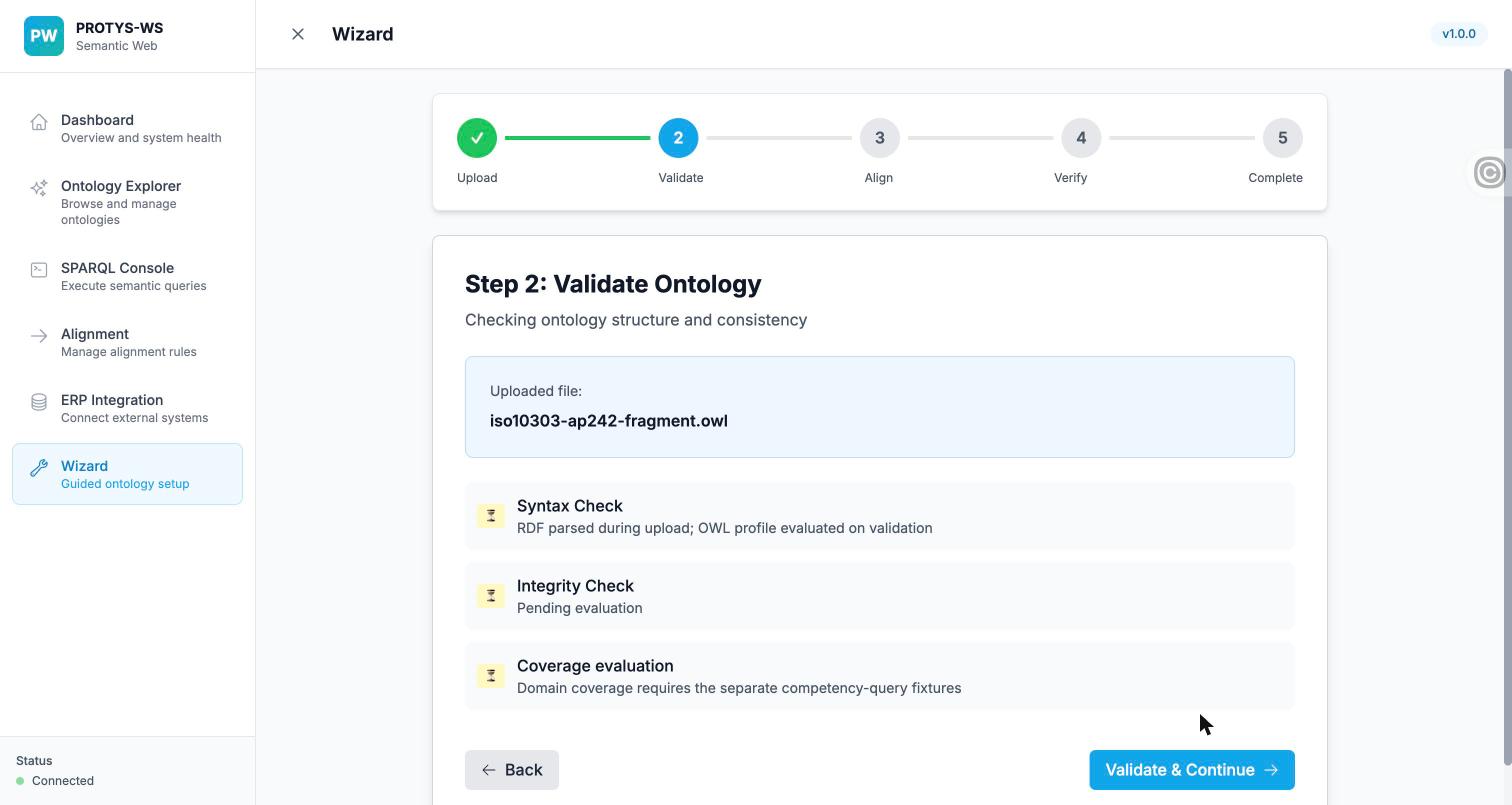 PW
PROTYS-WS
Semantic Web
Wizard
v1.0.0
Dashboard
Overview and system health
Ontology Explorer
Browse and manage
ontologies
SPARQL Console
Execute semantic queries
Alignment
Manage alignment rules
ERP Integration
Connect external systems
Wizard
Guided ontology setup
Status
Connected
2
3
4
5
Upload
Validate
Align
Verify
Complete
Step 2: Validate Ontology
Checking ontology structure and consistency
Uploaded file:
iso10303-ap242-fragment.owl
Syntax Check
RDF parsed during upload; OWL profile evaluated on validation
Integrity Check
Pending evaluation
Coverage evaluation
Domain coverage requires the separate competency-query fixtures
← Back
Validate & Continue →